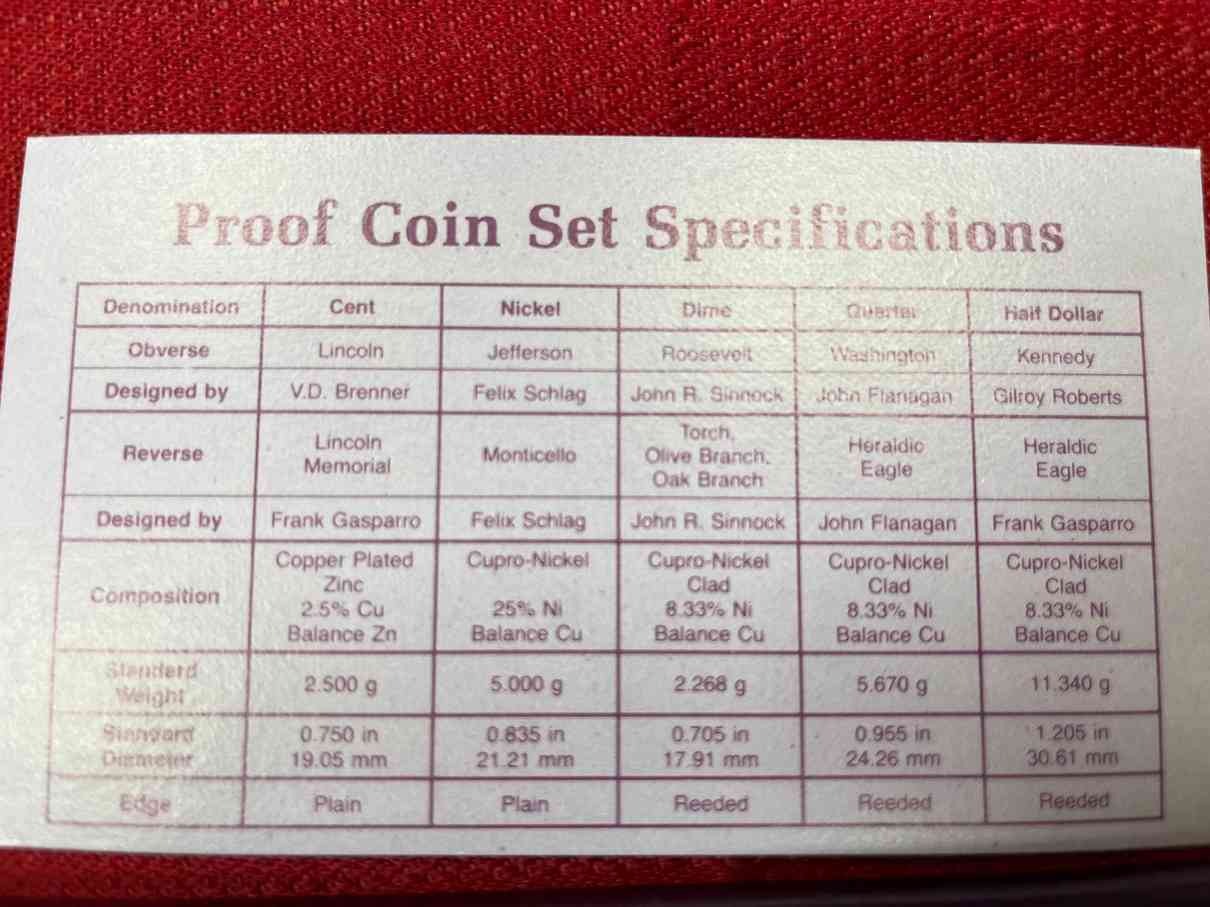 Proof Coin Set Specifications
Denomination Cent Nickel Dime Quarter Half Dollar
Obverse Lincoln Jefferson Roosevelt Washington Kennedy
Designed by V.D. Brenner Felix Schlag John R. Sinnock John Flanagan Gilroy Roberts
Reverse Lincoln Memorial Monticello Torch, Olive Branch, Oak Branch Heraldic Eagle Heraldic Eagle
Designed by Frank Gasparro Felix Schlag John R. Sinnock John Flanagan Frank Gasparro
Composition Copper Plated Zinc 2.5% Cu Balance Zn Cupro-Nickel 25% Ni Balance Cu Cupro-Nickel Clad 8.33% Ni Balance Cu Cupro-Nickel Clad 8.33% Ni Balance Cu Cupro-Nickel Clad 8.33% Ni Balance Cu
Standard Weight 2.500 g 5.000 g 2.268 g 5.670 g 11.340 g
Standard Diameter 0.750 in 19.05 mm 0.835 in 21.21 mm 0.705 in 17.91 mm 0.955 in 24.26 mm 1.205 in 30.61 mm
Edge Plain Plain Reeded Reeded Reeded